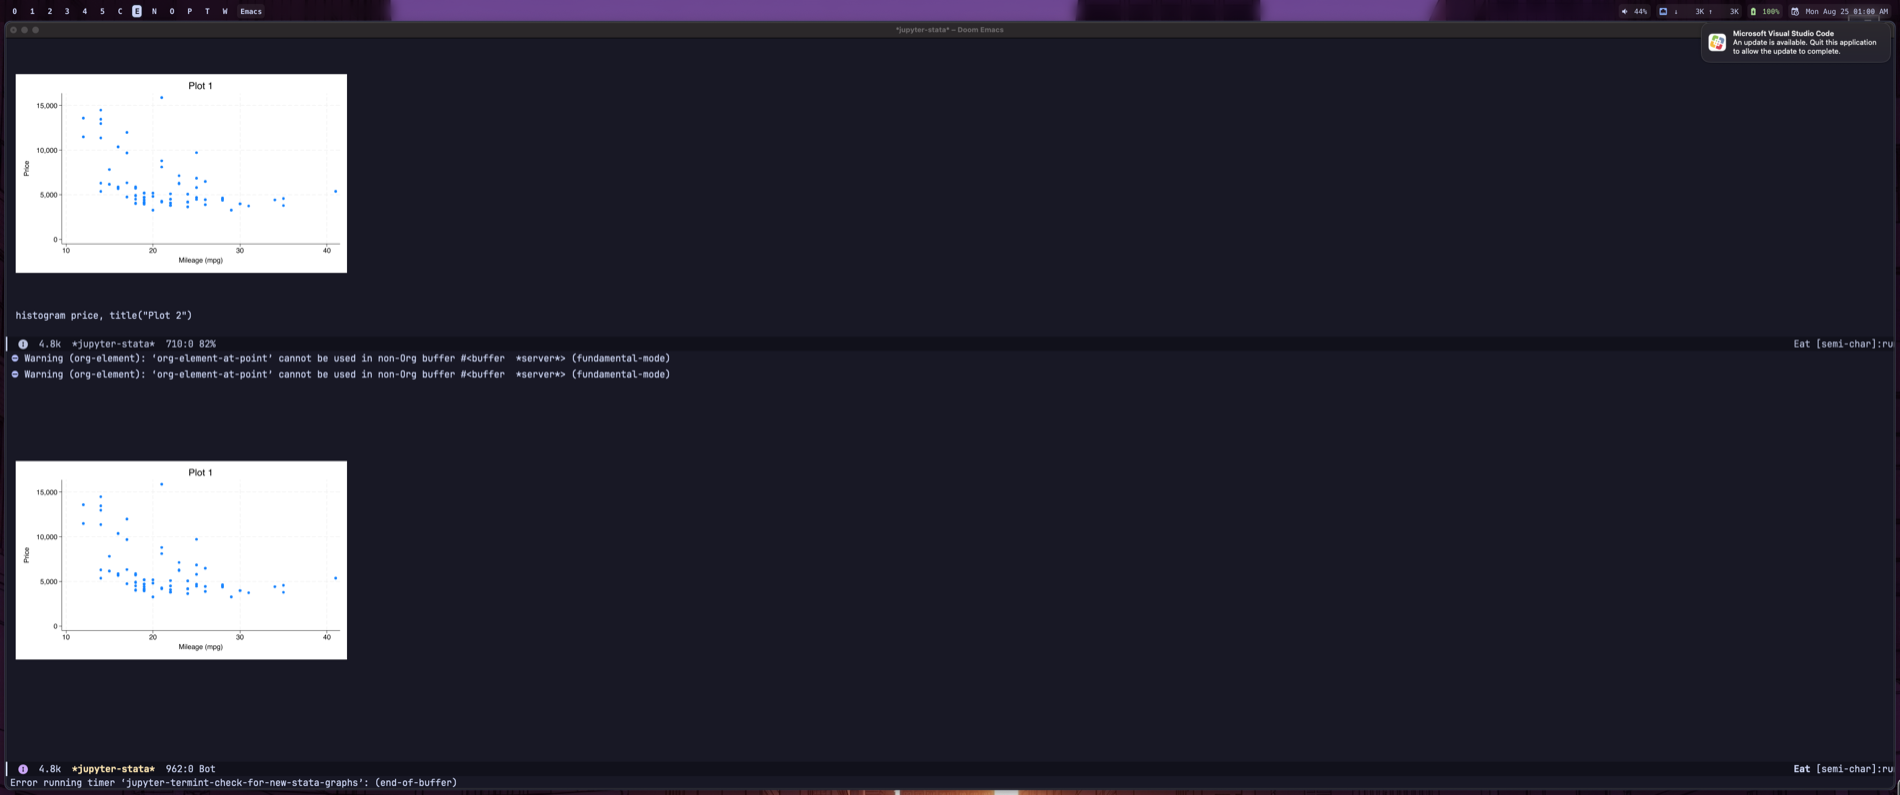 0 1 2 3 4 5 C E N O P T W Emacs
44% ↓ 3K ↑ 3K 100% Mon Aug 25 01:00 AM
*jupyter-stata* – Doom Emacs
Microsoft Visual Studio Code
An update is available. Quit this application
to allow the update to complete.
Plot 1
15,000
10,000
5,000
0
Price
10 20 30 40
Mileage (mpg)
histogram price, title("Plot 2")
4.8k *jupyter-stata* 710:0 82% Eat [semi-char]:ru
Warning (org-element): ‘org-element-at-point’ cannot be used in non-Org buffer #<buffer  *server*> (fundamental-mode)
Warning (org-element): ‘org-element-at-point’ cannot be used in non-Org buffer #<buffer  *server*> (fundamental-mode)
Plot 1
15,000
10,000
5,000
0
Price
10 20 30 40
Mileage (mpg)
4.8k *jupyter-stata* 962:0 Bot Eat [semi-char]:ru
Error running timer ‘jupyter-termint-check-for-new-stata-graphs’: (end-of-buffer)